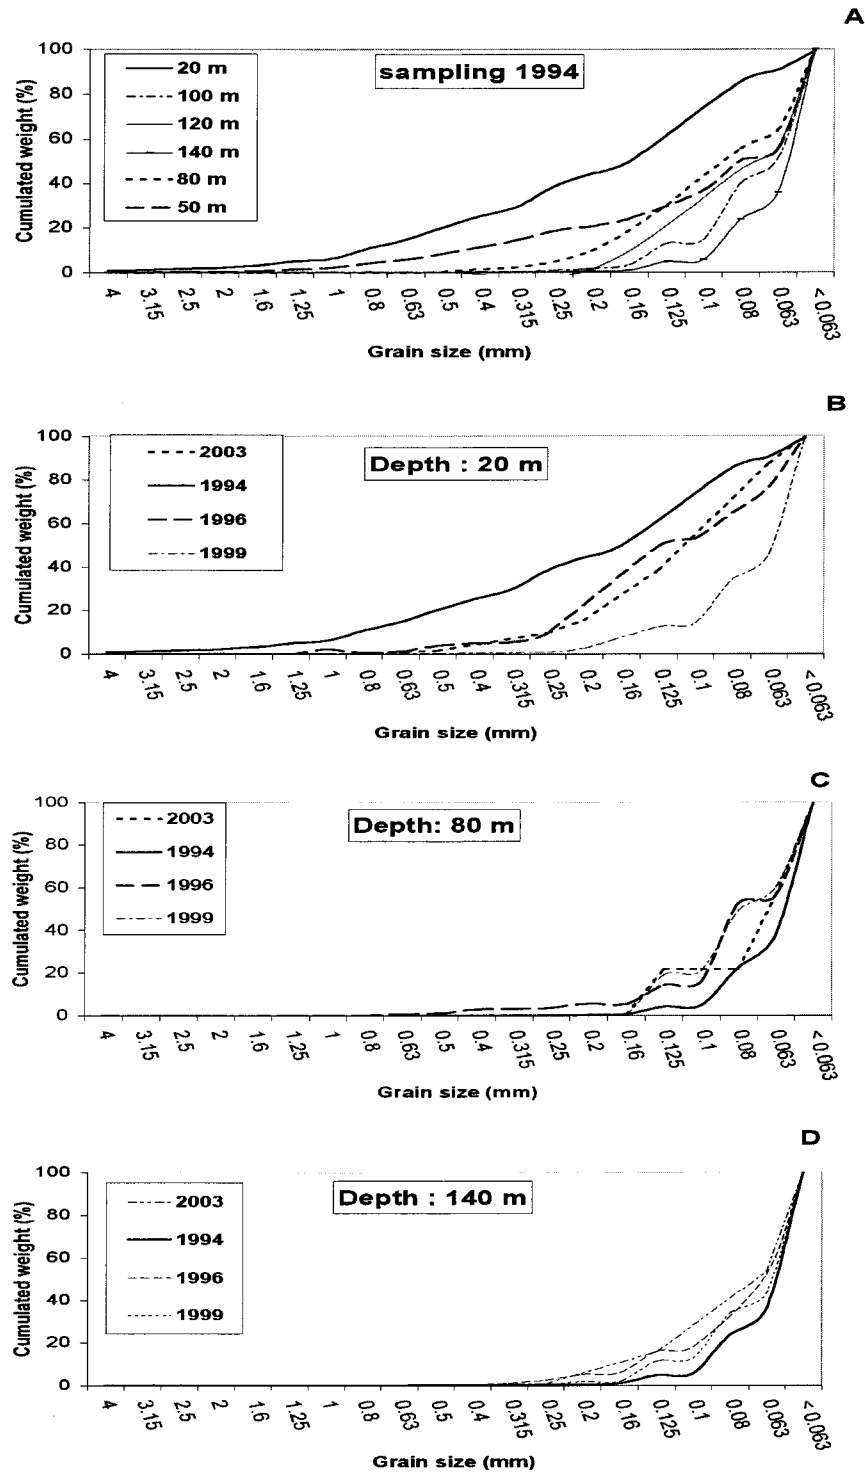 A
sampling 1994
20 m
100 m
120 m
140 m
80 m
50 m
Cumulated weight (%)
100
80
60
40
20
0
4 3.15 2.5 2 1.6 1.25 1 0.8 0.63 0.5 0.4 0.315 0.25 0.2 0.16 0.125 0.1 0.08 0.063 < 0.063
Grain size (mm)
B
Depth : 20 m
2003
1994
1996
1999
Cumulated weight (%)
100
80
60
40
20
0
4 3.15 2.5 2 1.6 1.25 1 0.8 0.63 0.5 0.4 0.315 0.25 0.2 0.16 0.125 0.1 0.08 0.063 < 0.063
Grain size (mm)
C
Depth: 80 m
2003
1994
1996
1999
Cumulated weight (%)
100
80
60
40
20
0
4 3.15 2.5 2 1.6 1.25 1 0.8 0.63 0.5 0.4 0.315 0.25 0.2 0.16 0.125 0.1 0.08 0.063 < 0.063
Grain size (mm)
D
Depth : 140 m
2003
1994
1996
1999
Cumulated weight (%)
100
80
60
40
20
0
4 3.15 2.5 2 1.6 1.25 1 0.8 0.63 0.5 0.4 0.315 0.25 0.2 0.16 0.125 0.1 0.08 0.063 < 0.063
Grain size (mm)